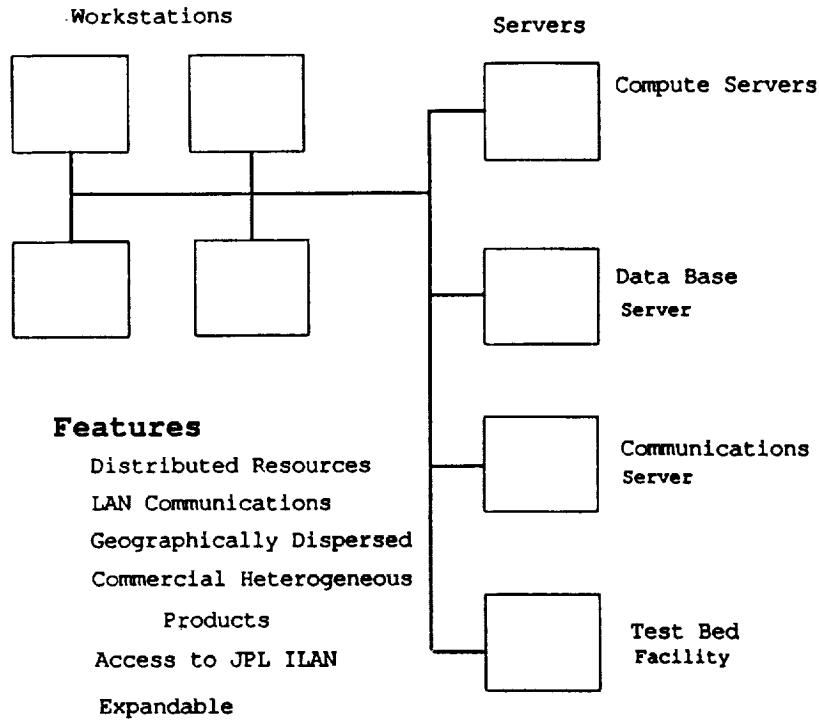 Workstations
Servers
Compute Servers
Data Base
Server
Communications
Server
Test Bed
Facility
Features
Distributed Resources
LAN Communications
Geographically Dispersed
Commercial Heterogeneous
Products
Access to JPL ILAN
Expandable